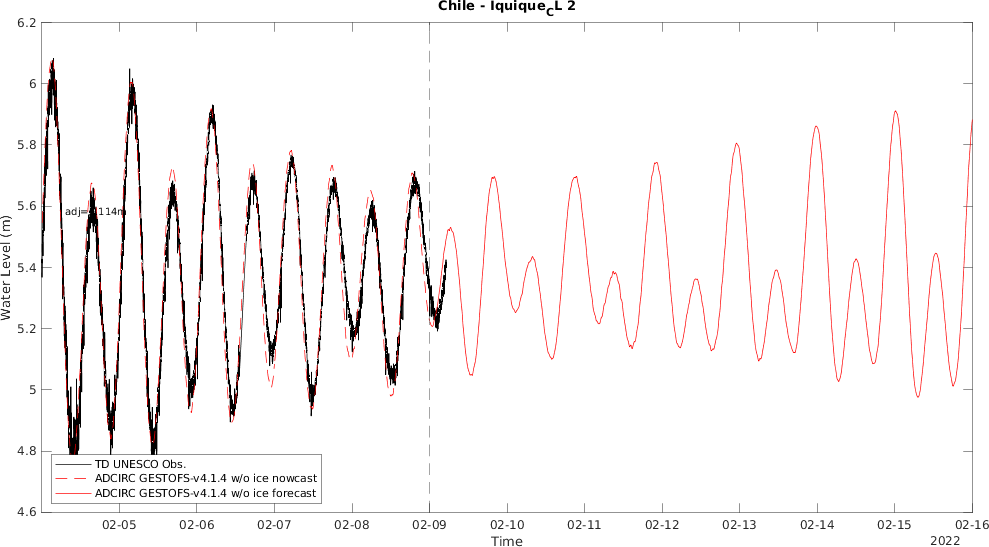 Chile - Iquique_CL 2
6.2
6
5.8
5.6
5.4
5.2
5
4.8
4.6
Water Level (m)
TD UNESCO Obs.
ADCIRC GESTOFS-v4.1.4 w/o ice nowcast
ADCIRC GESTOFS-v4.1.4 w/o ice forecast
02-05 02-06 02-07 02-08 02-09 02-10 02-11 02-12 02-13 02-14 02-15 02-16
Time
2022